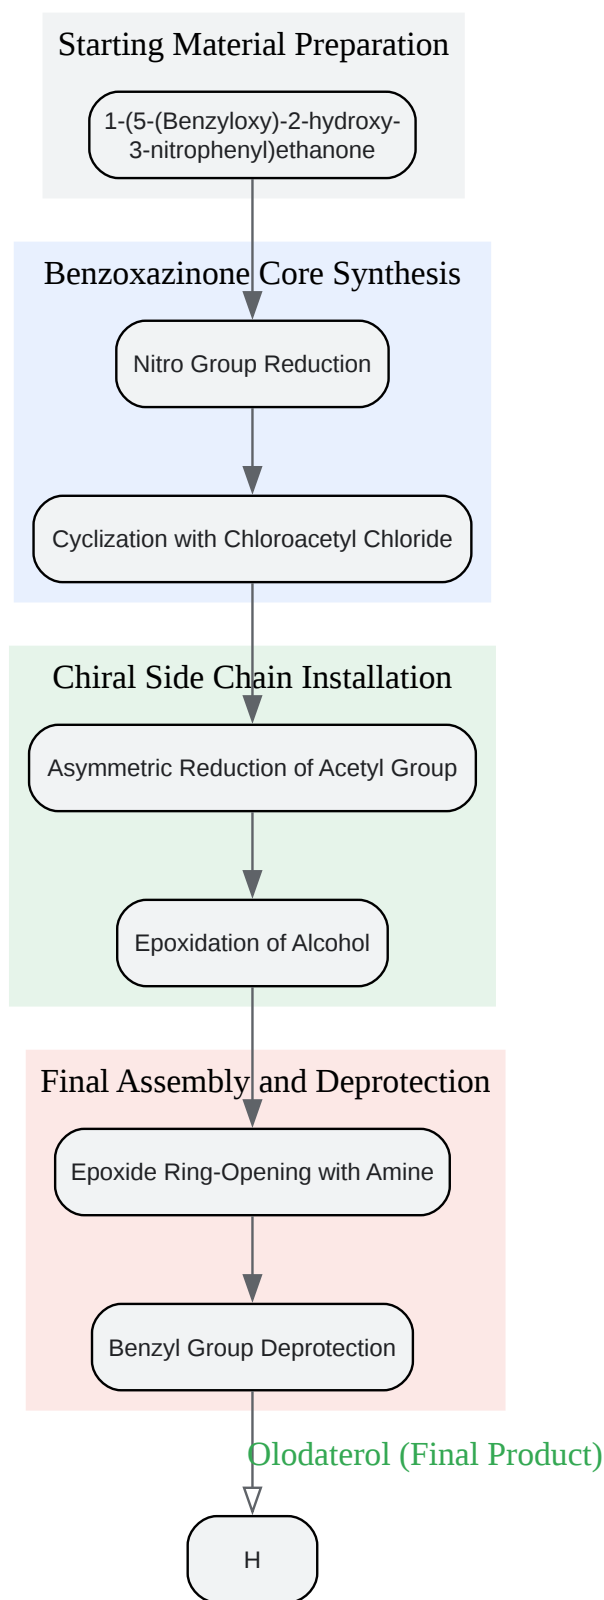 Starting Material Preparation
1-(5-(Benzyloxy)-2-hydroxy-
3-nitrophenyl)ethanone
Benzoxazinone Core Synthesis
Nitro Group Reduction
Cyclization with Chloroacetyl Chloride
Chiral Side Chain Installation
Asymmetric Reduction of Acetyl Group
Epoxidation of Alcohol
Final Assembly and Deprotection
Epoxide Ring-Opening with Amine
Benzyl Group Deprotection
Olodaterol (Final Product)
H